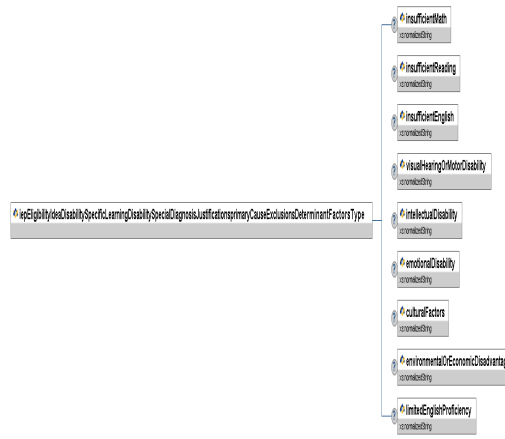 insufficientMath
xs:normalizedString
?
insufficientReading
xs:normalizedString
?
insufficientEnglish
xs:normalizedString
?
visualHearingOrMotorDisability
xs:normalizedString
?
iepEligibilityIdeaDisabilitySpecificLearningDisabilitySpecialDiagnosisJustificationsprimaryCauseExclusionsDeterminantFactorsType
intellectualDisability
xs:normalizedString
?
emotionalDisability
xs:normalizedString
?
culturalFactors
xs:normalizedString
?
environmentalOrEconomicDisadvantag
xs:normalizedString
?
limitedEnglishProficiency
xs:normalizedString
?